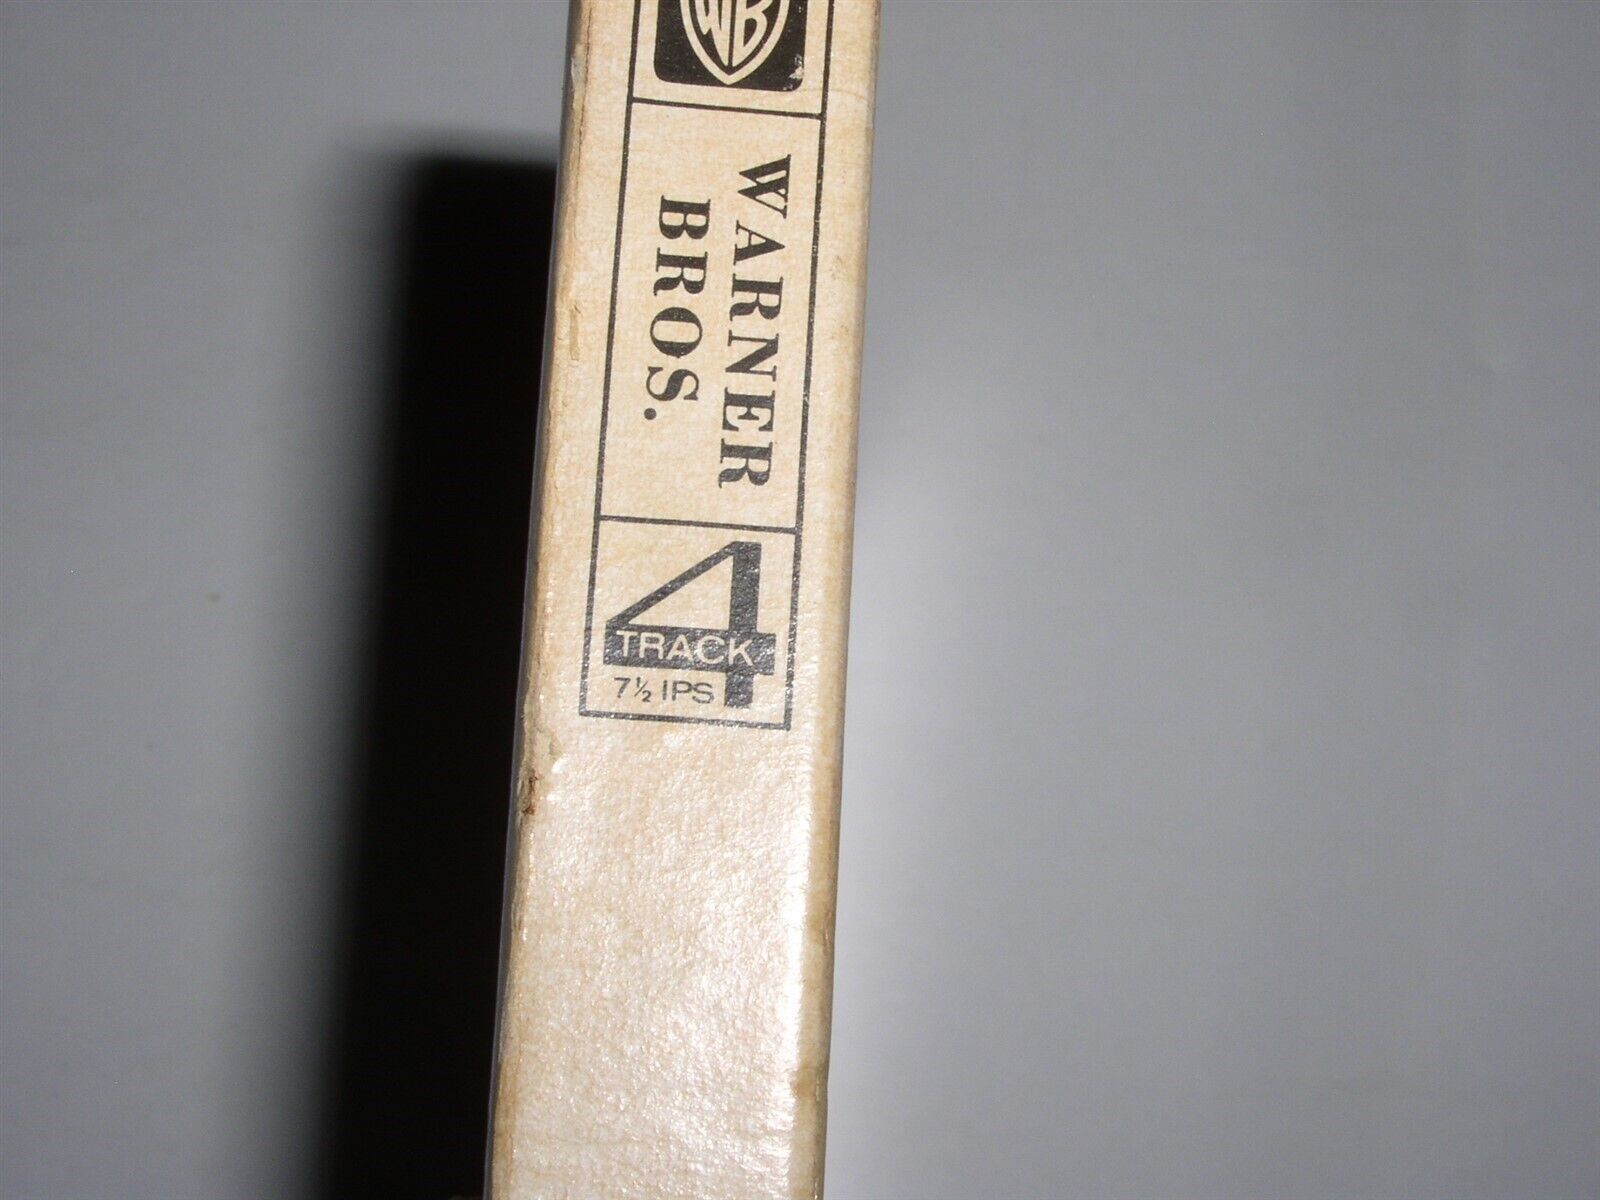 WB
WARNER
BROS.
4
TRACK
7½ IPS